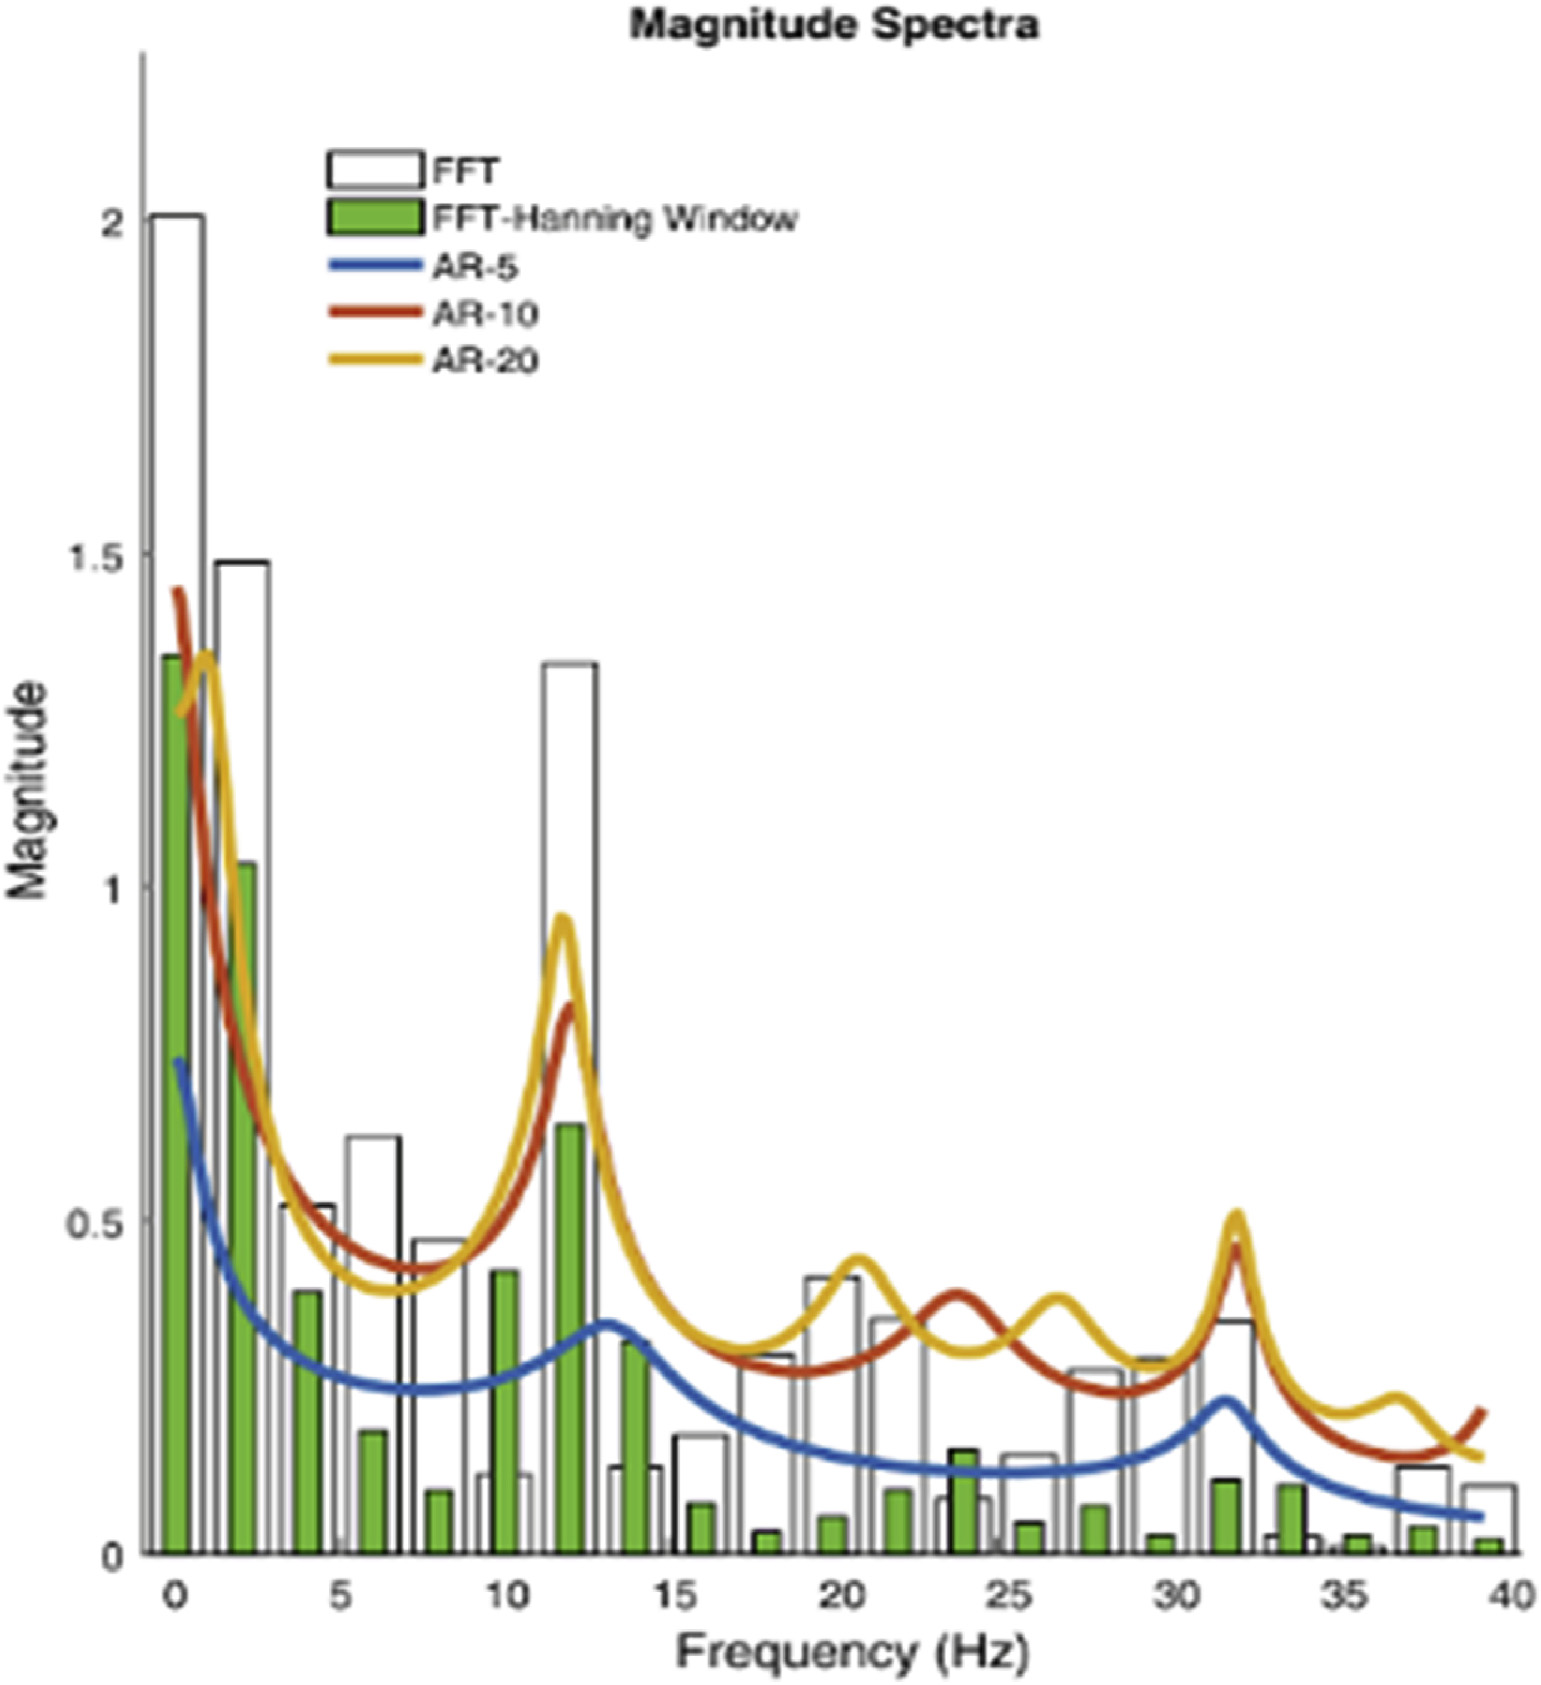 Magnitude Spectra
FFT
FFT-Hanning Window
AR-5
AR-10
AR-20
Magnitude
2
1.5
1
0.5
0
0 5 10 15 20 25 30 35 40
Frequency (Hz)